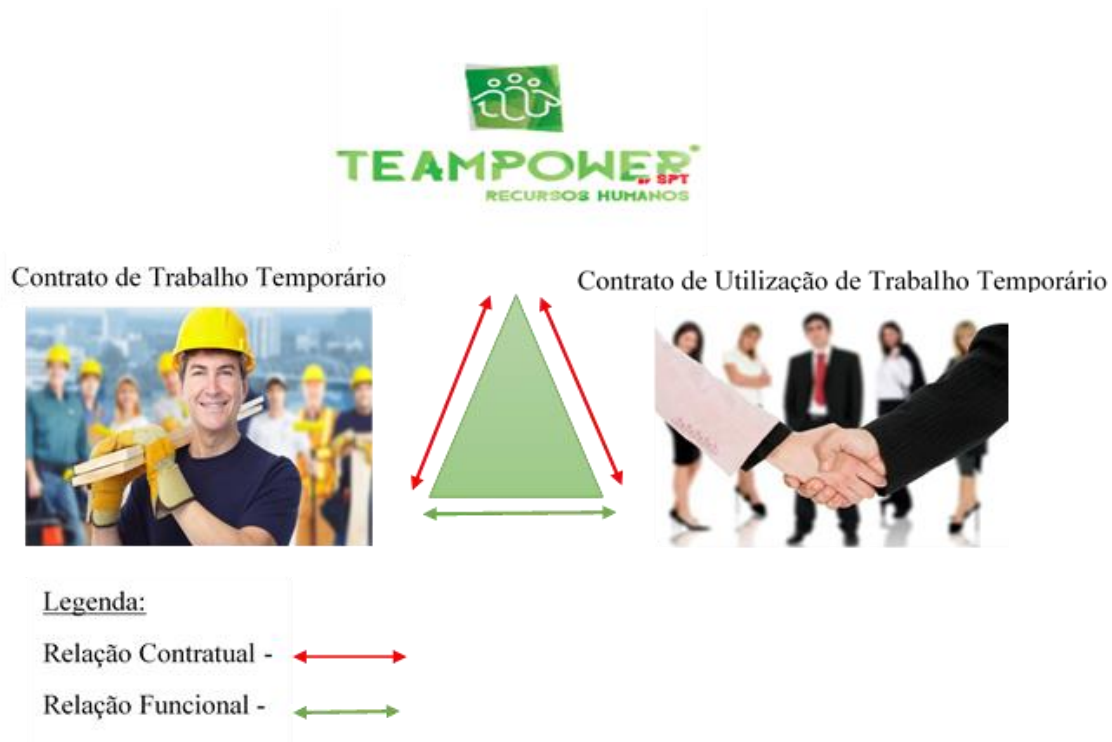 TEAMPOWER
BY SPT
RECURSOS HUMANOS
Contrato de Trabalho Temporário
Contrato de Utilização de Trabalho Temporário
Legenda:
Relação Contratual -
Relação Funcional -